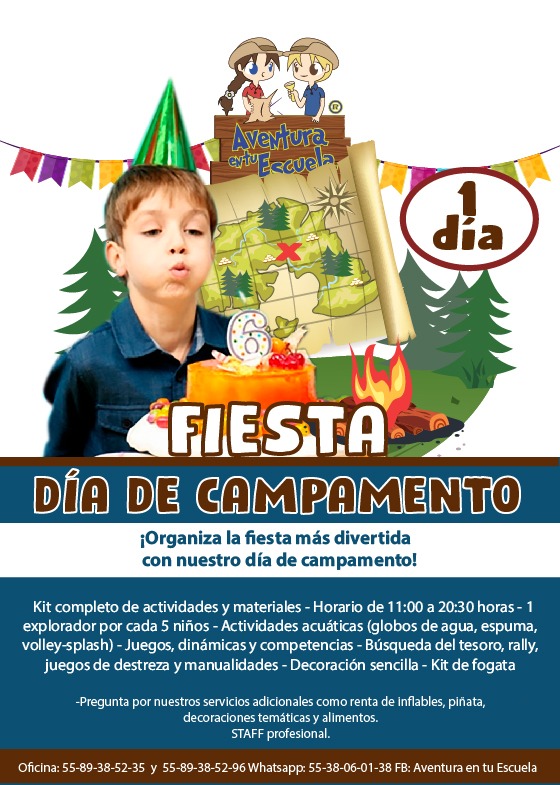 Aventura
en tu
Escuela
R
1
día
6
FIESTA
DÍA DE CAMPAMENTO
¡Organiza la fiesta más divertida
con nuestro día de campamento!
Kit completo de actividades y materiales - Horario de 11:00 a 20:30 horas - 1
explorador por cada 5 niños - Actividades acuáticas (globos de agua, espuma,
volley-splash) - Juegos, dinámicas y competencias - Búsqueda del tesoro, rally,
juegos de destreza y manualidades - Decoración sencilla - Kit de fogata
-Pregunta por nuestros servicios adicionales como renta de inflables, piñata,
decoraciones temáticas y alimentos.
STAFF profesional.
Oficina: 55-89-38-52-35 y 55-89-38-52-96 Whatsapp: 55-38-06-01-38 FB: Aventura en tu Escuela